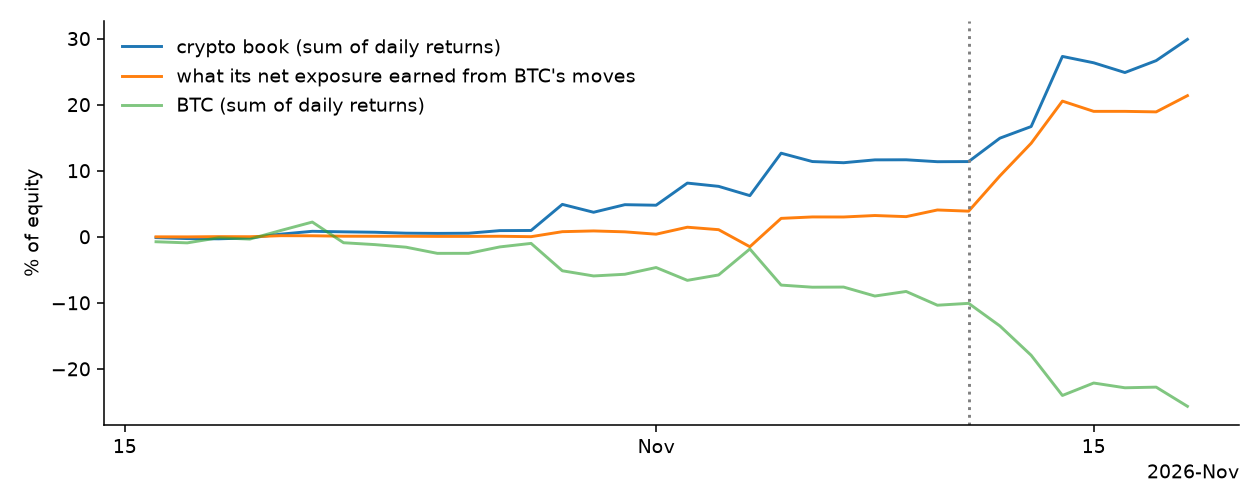 crypto book (sum of daily returns)
what its net exposure earned from BTC's moves
BTC (sum of daily returns)
% of equity
30
20
10
0
−10
−20
15
Nov
15
2026-Nov